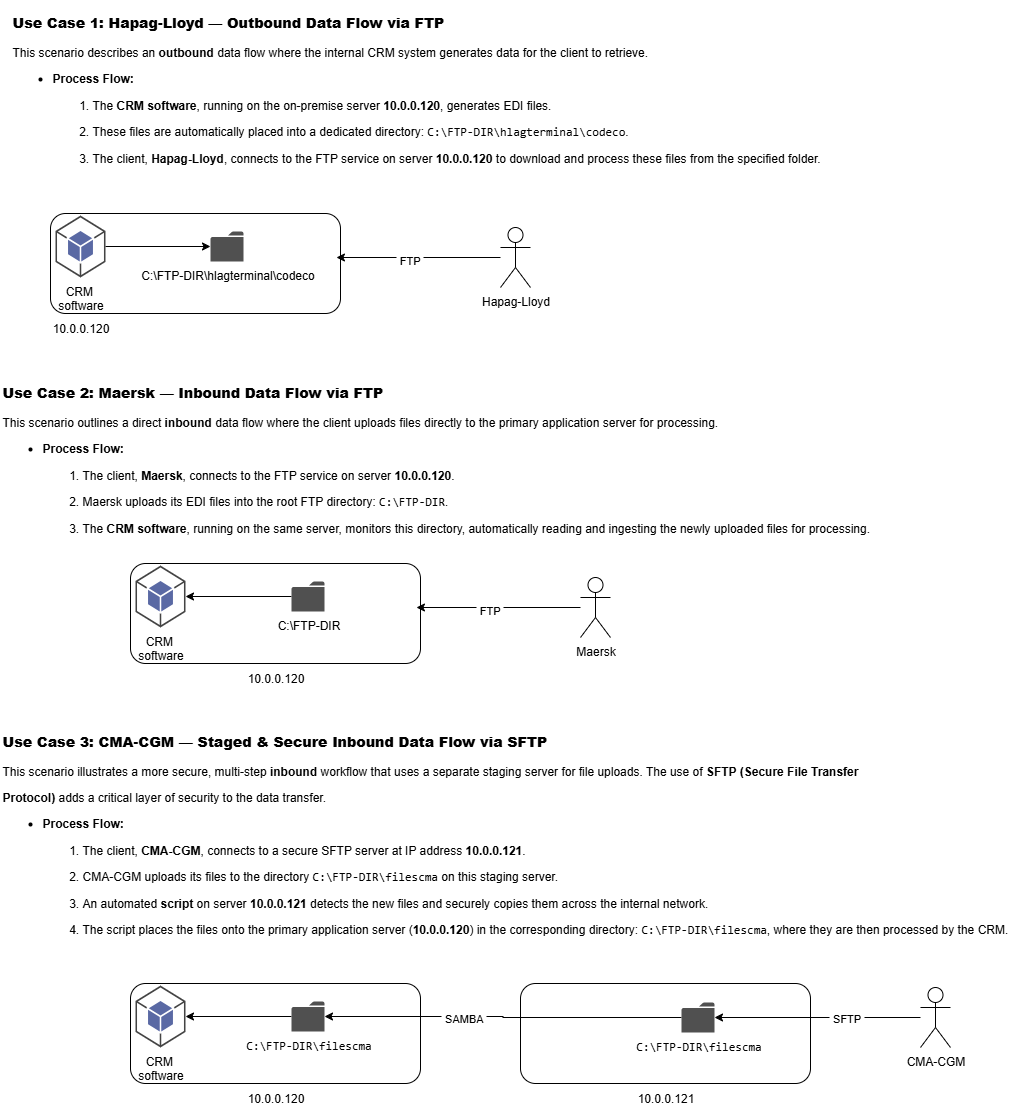 Use Case 1: Hapag-Lloyd — Outbound Data Flow via FTP
This scenario describes an outbound data flow where the internal CRM system generates data for the client to retrieve.
• Process Flow:
1. The CRM software, running on the on-premise server 10.0.0.120, generates EDI files.
2. These files are automatically placed into a dedicated directory: C:\FTP-DIR\hlagterminal\codeco.
3. The client, Hapag-Lloyd, connects to the FTP service on server 10.0.0.120 to download and process these files from the specified folder.
C:\FTP-DIR\hlagterminal\codeco
CRM
software
10.0.0.120
FTP
Hapag-Lloyd
Use Case 2: Maersk — Inbound Data Flow via FTP
This scenario outlines a direct inbound data flow where the client uploads files directly to the primary application server for processing.
• Process Flow:
1. The client, Maersk, connects to the FTP service on server 10.0.0.120.
2. Maersk uploads its EDI files into the root FTP directory: C:\FTP-DIR.
3. The CRM software, running on the same server, monitors this directory, automatically reading and ingesting the newly uploaded files for processing.
C:\FTP-DIR
CRM
software
10.0.0.120
FTP
Maersk
Use Case 3: CMA-CGM — Staged & Secure Inbound Data Flow via SFTP
This scenario illustrates a more secure, multi-step inbound workflow that uses a separate staging server for file uploads. The use of SFTP (Secure File Transfer
Protocol) adds a critical layer of security to the data transfer.
• Process Flow:
1. The client, CMA-CGM, connects to a secure SFTP server at IP address 10.0.0.121.
2. CMA-CGM uploads its files to the directory C:\FTP-DIR\filescma on this staging server.
3. An automated script on server 10.0.0.121 detects the new files and securely copies them across the internal network.
4. The script places the files onto the primary application server (10.0.0.120) in the corresponding directory: C:\FTP-DIR\filescma, where they are then processed by the CRM.
CRM
software
C:\FTP-DIR\filescma
10.0.0.120
SAMBA
C:\FTP-DIR\filescma
10.0.0.121
SFTP
CMA-CGM